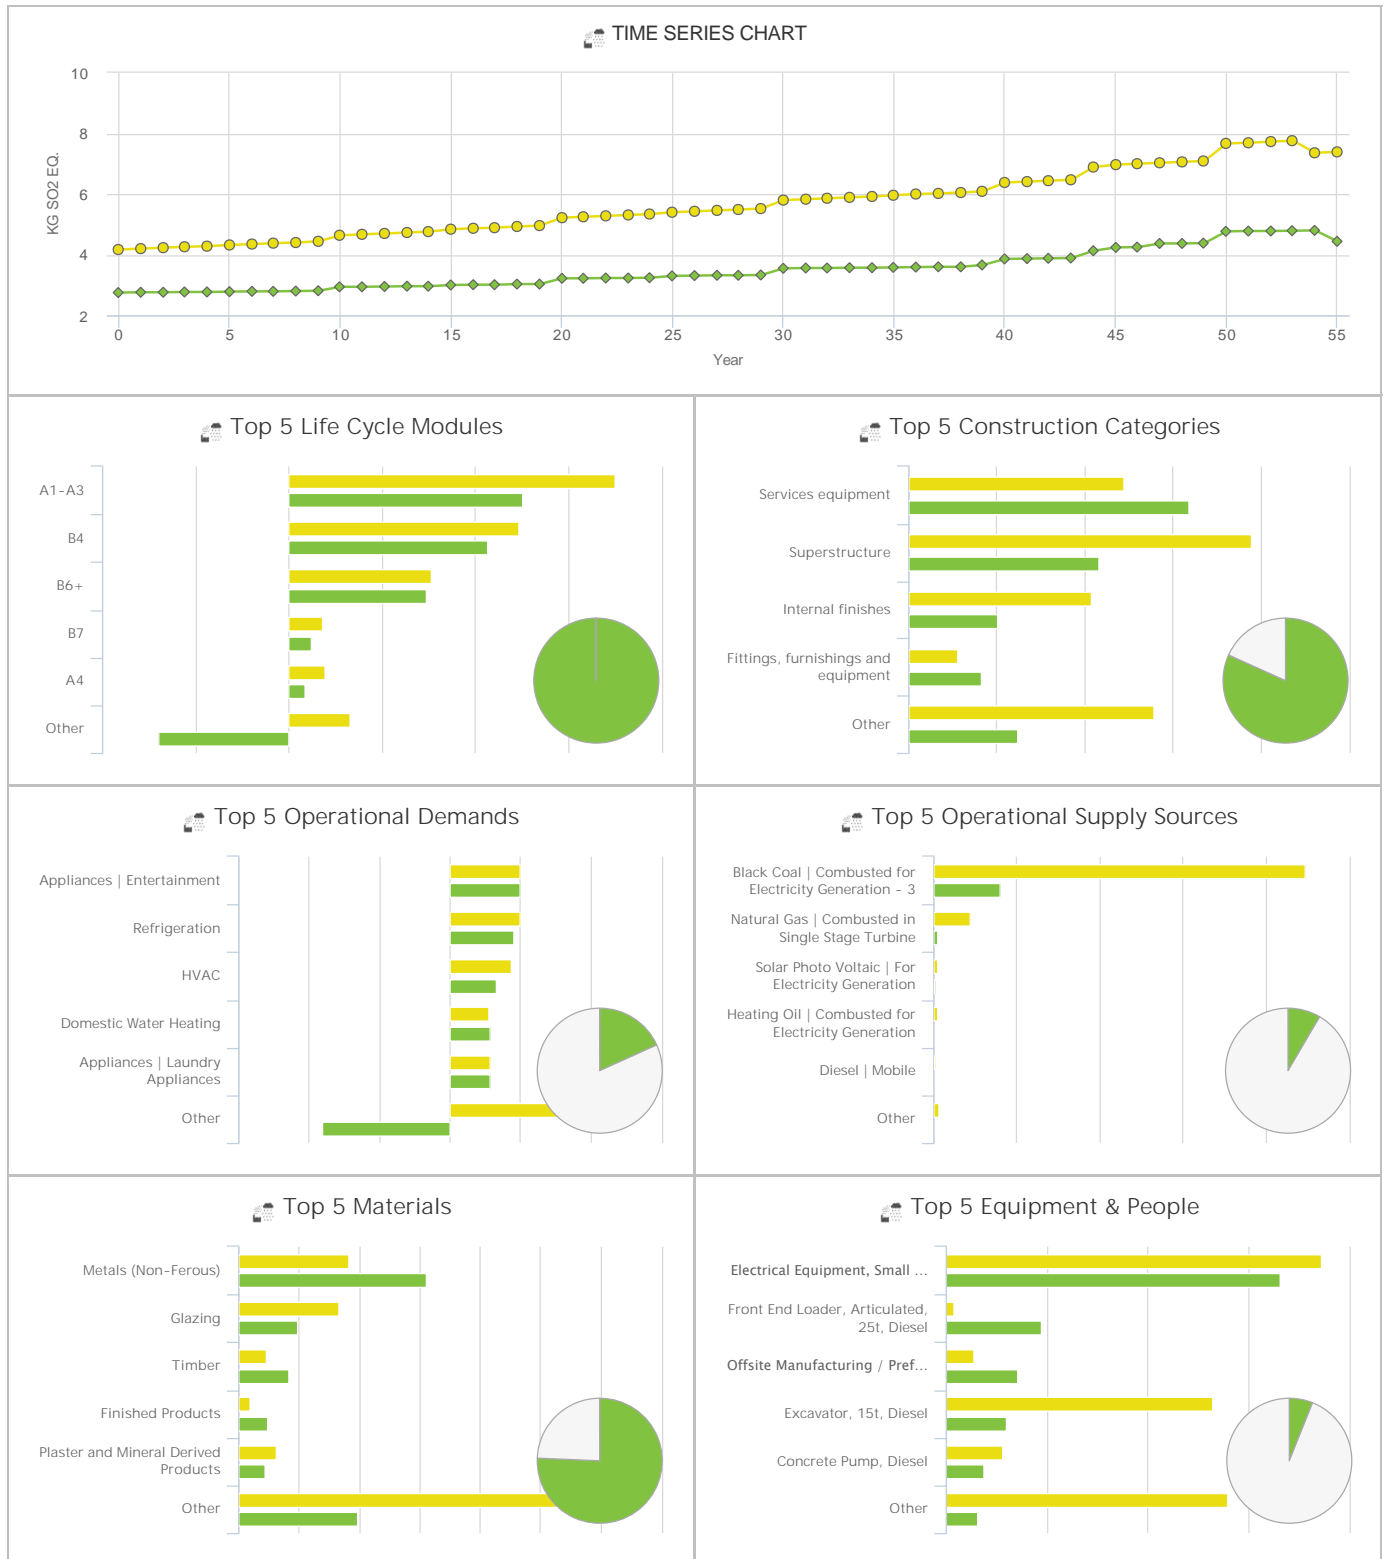 TIME SERIES CHART
10
8
6
4
2
KG SO2 EQ.
0 5 10 15 20 25 30 35 40 45 50 55
Year
Top 5 Life Cycle Modules
A1-A3
B4
B6+
B7
A4
Other
Top 5 Construction Categories
Services equipment
Superstructure
Internal finishes
Fittings, furnishings and
equipment
Other
Top 5 Operational Demands
Appliances | Entertainment
Refrigeration
HVAC
Domestic Water Heating
Appliances | Laundry
Appliances
Other
Top 5 Operational Supply Sources
Black Coal | Combusted for
Electricity Generation - 3
Natural Gas | Combusted in
Single Stage Turbine
Solar Photo Voltaic | For
Electricity Generation
Heating Oil | Combusted for
Electricity Generation
Diesel | Mobile
Other
Top 5 Materials
Metals (Non-Ferous)
Glazing
Timber
Finished Products
Plaster and Mineral Derived
Products
Other
Top 5 Equipment & People
Electrical Equipment, Small ...
Front End Loader, Articulated,
25t, Diesel
Offsite Manufacturing / Pref...
Excavator, 15t, Diesel
Concrete Pump, Diesel
Other